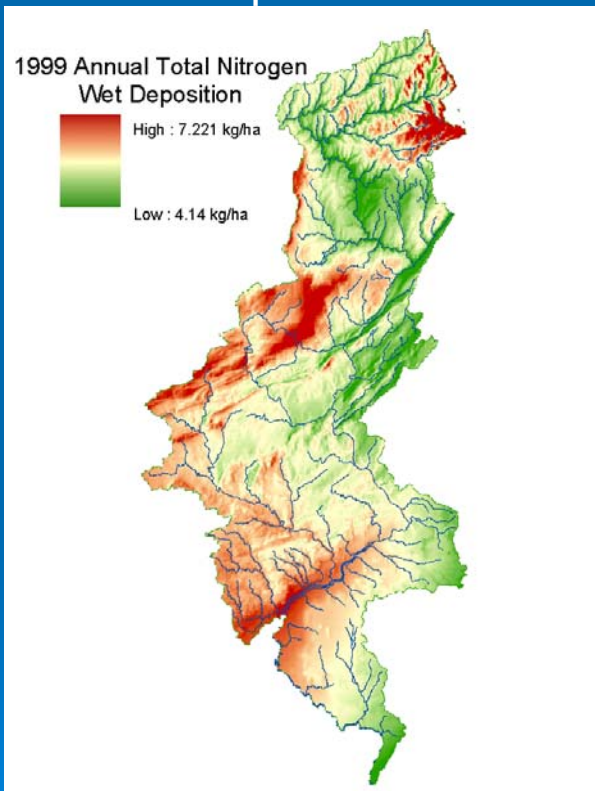 1999 Annual Total Nitrogen
Wet Deposition
High : 7.221 kg/ha
Low : 4.14 kg/ha